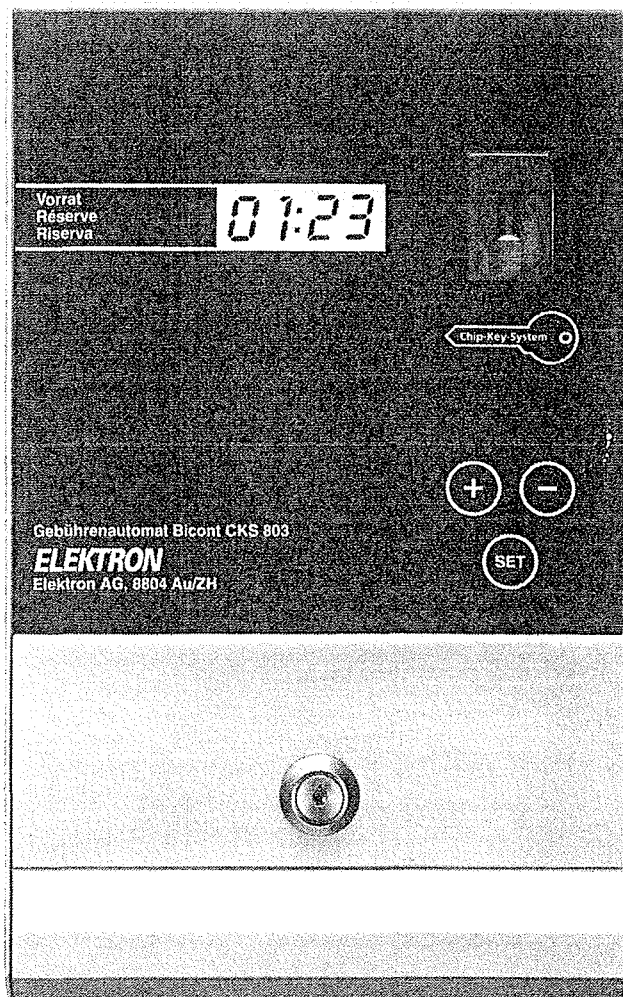 Vorrat
Réserve
Riserva
01:23
Chip-Key-System
+ −
Gebührenautomat Bicont CKS 803
ELEKTRON
SET
Elektron AG, 8804 Au/ZH